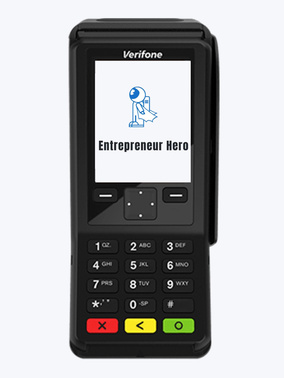 Verifone
Entrepreneur Hero
1 QZ. 2 ABC 3 DEF
4 GHI 5 JKL 6 MNO
7 PRS 8 TUV 9 WXY
* 0 -SP #
X < O